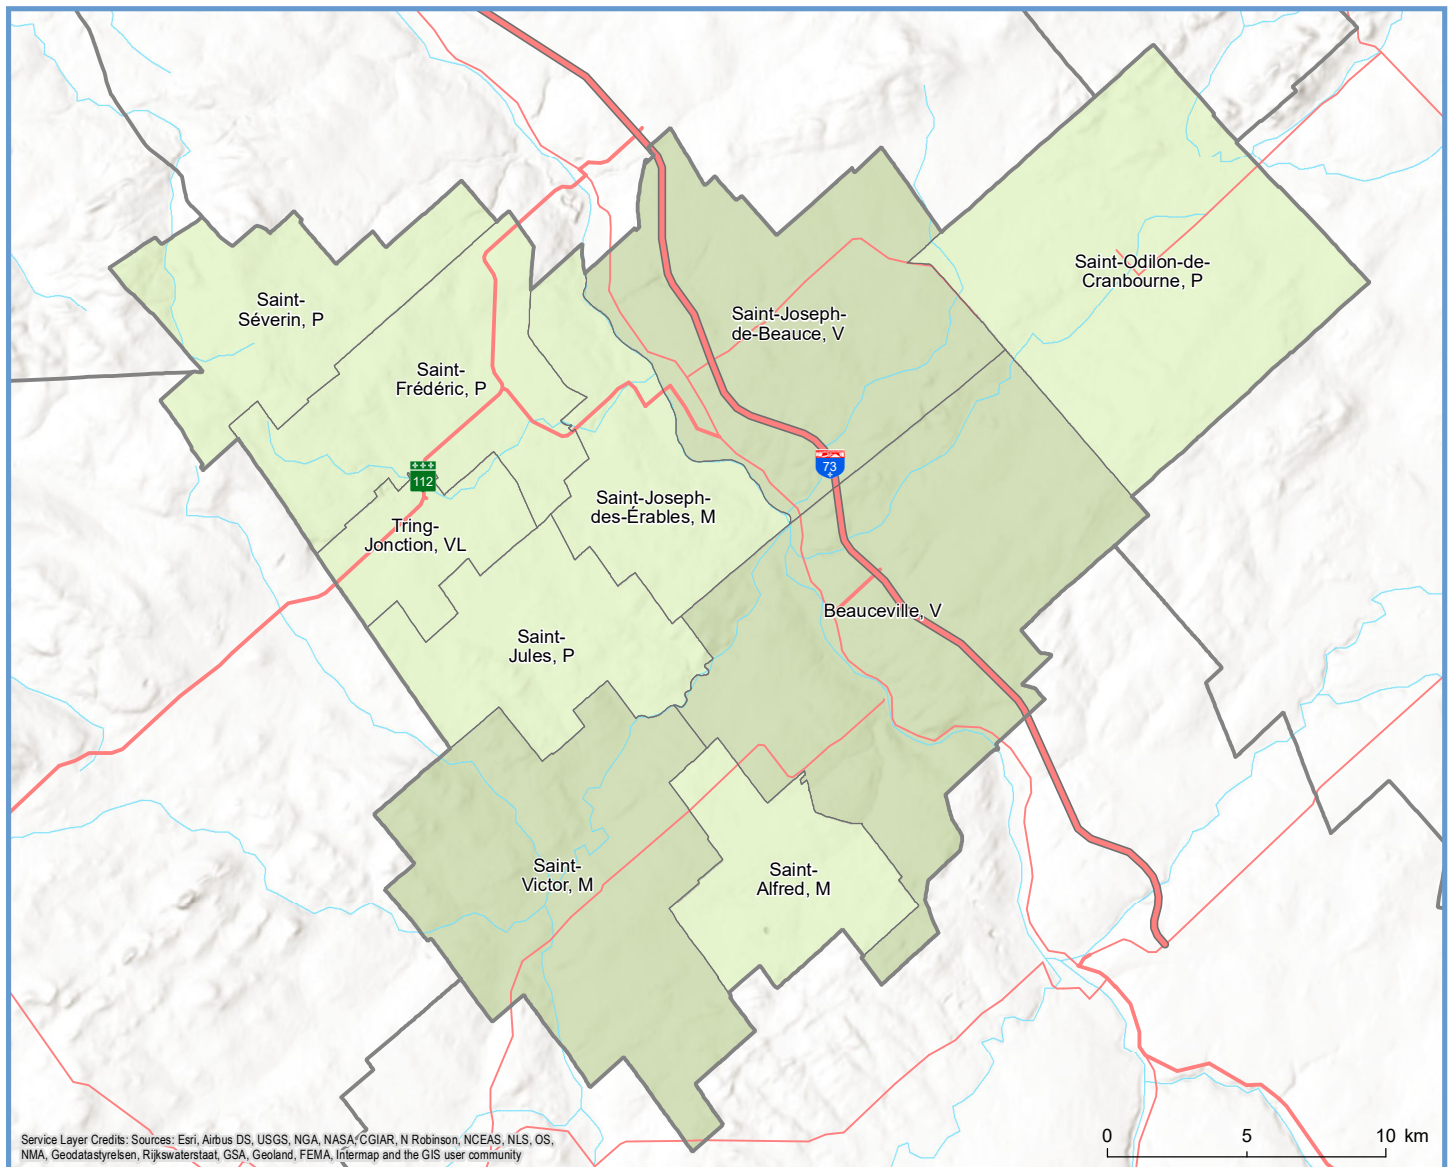 Saint-Odilon-de-
Cranbourne, P
Saint-
Séverin, P
Saint-Joseph-
de-Beauce, V
Saint-
Frédéric, P
73
112
Saint-Joseph-
des-Érables, M
Tring-
Jonction, VL
Beauceville, V
Saint-
Jules, P
Saint-
Victor, M
Saint-
Alfred, M
0 5 10 km
Service Layer Credits: Sources: Esri, Airbus DS, USGS, NGA, NASA, CGIAR, N Robinson, NCEAS, NLS, OS,
NMA, Geodatastyrelsen, Rijkswaterstaat, GSA, Geoland, FEMA, Intermap and the GIS user community